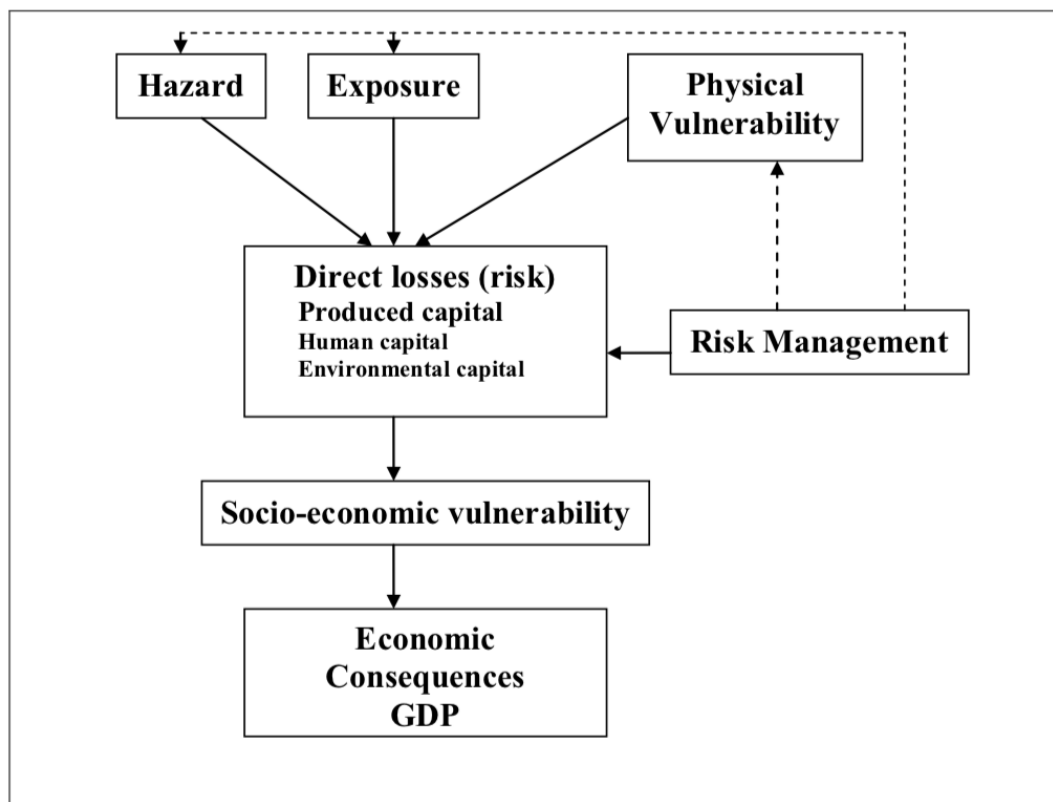 Hazard
Exposure
Physical
Vulnerability
Direct losses (risk)
Produced capital
Human capital
Environmental capital
Risk Management
Socio-economic vulnerability
Economic
Consequences
GDP